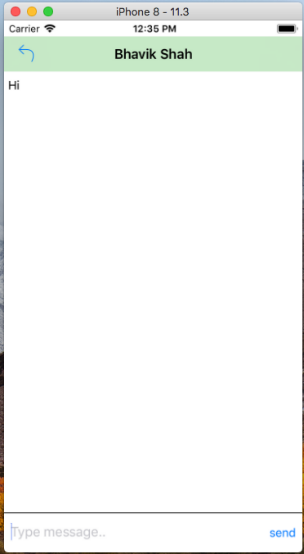 iPhone 8 - 11.3
Carrier 12:35 PM
Bhavik Shah
Hi
Type message.. send